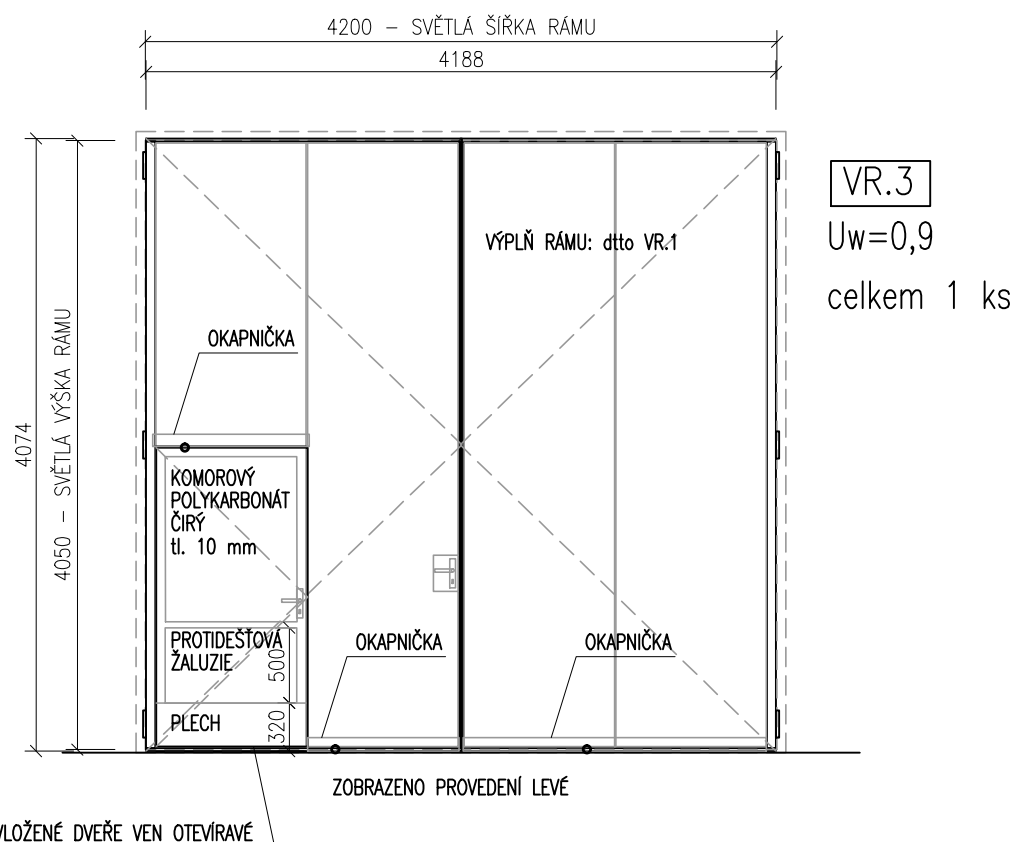 4200 – SVĚTLÁ ŠÍŘKA RÁMU
4188
VR.3
Uw=0,9
celkem 1 ks
VÝPLŇ RÁMU: dtto VR.1
4074
4050 – SVĚTLÁ VÝŠKA RÁMU
OKAPNIČKA
KOMOROVÝ
POLYKARBONÁT
ČIRÝ
tl. 10 mm
PROTIDEŠŤOVÁ
ŽALUZIE
500
PLECH
320
OKAPNIČKA
OKAPNIČKA
ZOBRAZENO PROVEDENÍ LEVÉ
VLOŽENÉ DVEŘE VEN OTEVÍRAVÉ